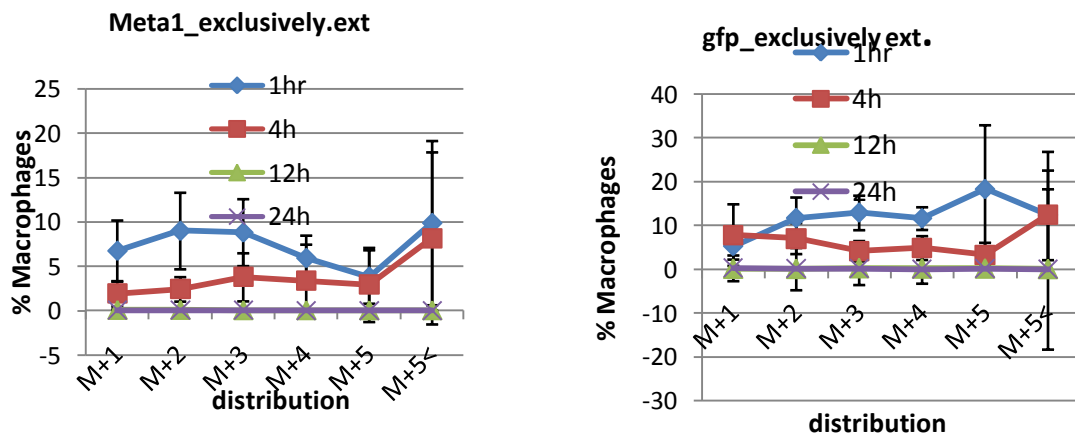 Meta1_exclusively.ext
1hr
4h
12h
24h
25
20
15
10
5
0
-5
% Macrophages
M+1
M+2
M+3
M+4
M+5
M+5<
distribution
gfp_exclusively ext.
1hr
4h
12h
24h
40
30
20
10
0
-10
-20
-30
% Macrophages
M+1
M+2
M+3
M+4
M+5
M+5<
distribution